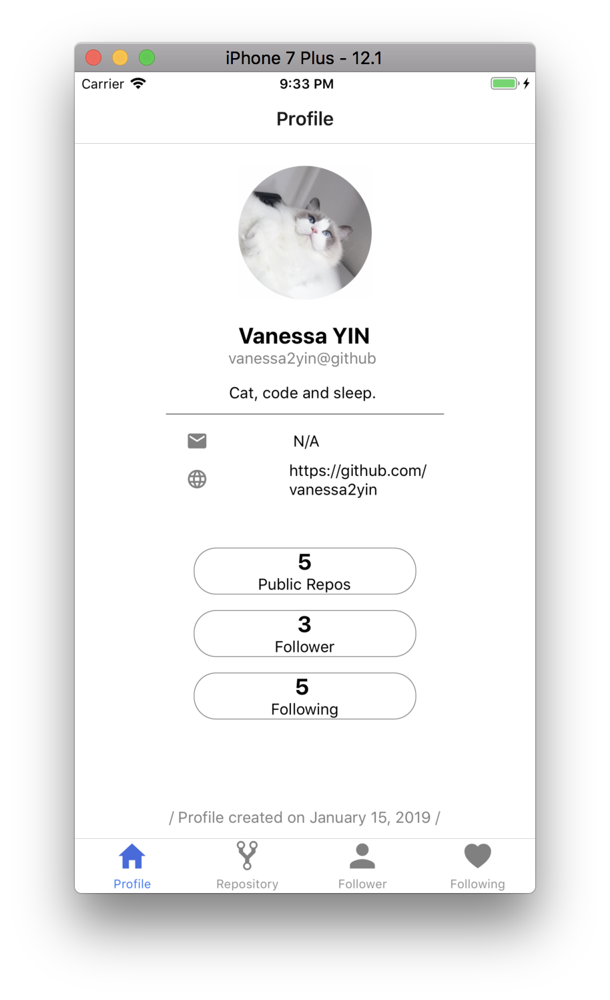 iPhone 7 Plus - 12.1
Carrier 9:33 PM
Profile
Vanessa YIN
vanessa2yin@github
Cat, code and sleep.
N/A
https://github.com/
vanessa2yin
5
Public Repos
3
Follower
5
Following
/ Profile created on January 15, 2019 /
Profile Repository Follower Following